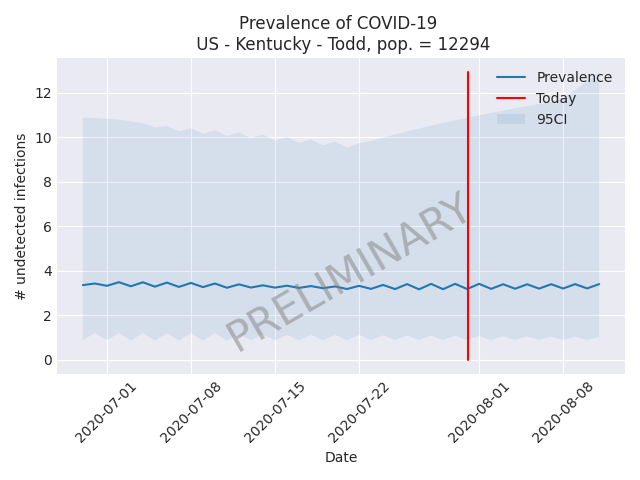 Prevalence of COVID-19
US - Kentucky - Todd, pop. = 12294
Prevalence
Today
95CI
# undetected infections
12
10
8
6
4
2
0
PRELIMINARY
2020-07-01
2020-07-08
2020-07-15
2020-07-22
2020-08-01
2020-08-08
Date